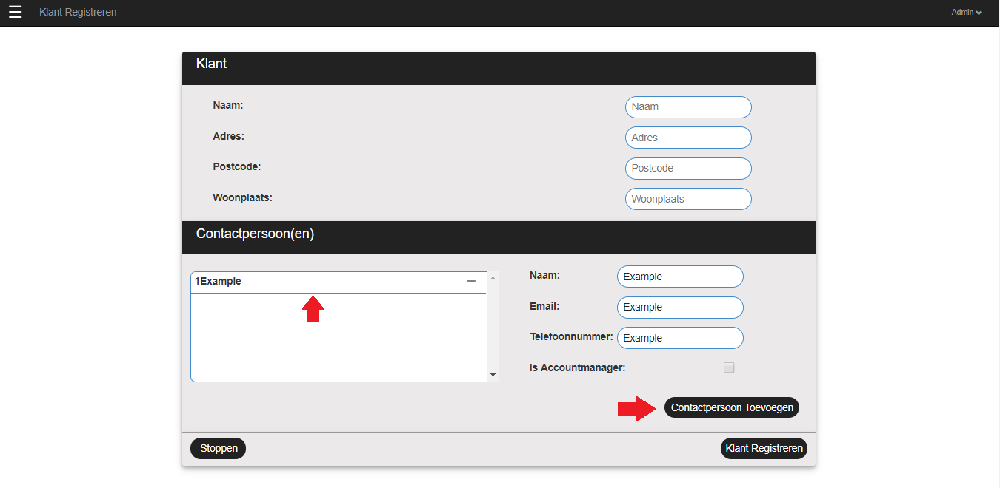 Klant Registreren
Admin
Klant
Naam: Naam
Adres: Adres
Postcode: Postcode
Woonplaats: Woonplaats
Contactpersoon(en)
1Example
Naam: Example
Email: Example
Telefoonnummer: Example
Is Accountmanager:
Contactpersoon Toevoegen
Stoppen
Klant Registreren